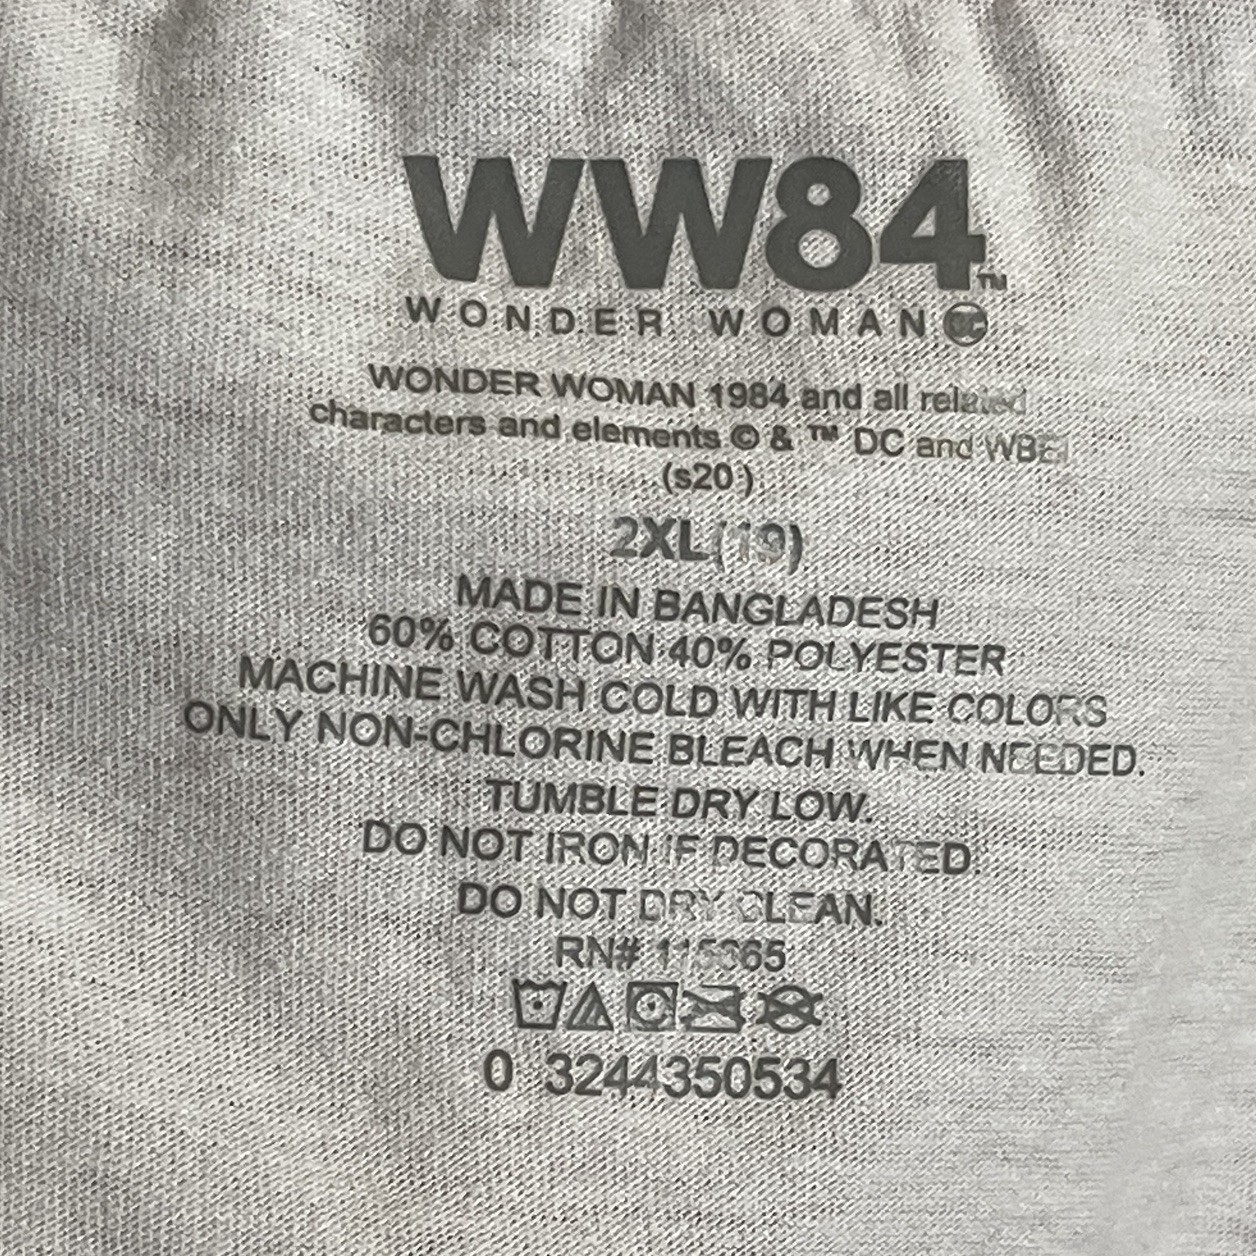 WW84™
WONDER WOMAN DC
WONDER WOMAN 1984 and all related
characters and elements © & ™ DC and WBEI
(s20)
2XL(19)
MADE IN BANGLADESH
60% COTTON 40% POLYESTER
MACHINE WASH COLD WITH LIKE COLORS
ONLY NON-CHLORINE BLEACH WHEN NEEDED.
TUMBLE DRY LOW.
DO NOT IRON IF DECORATED.
DO NOT DRY CLEAN.
RN#
0 3244350534